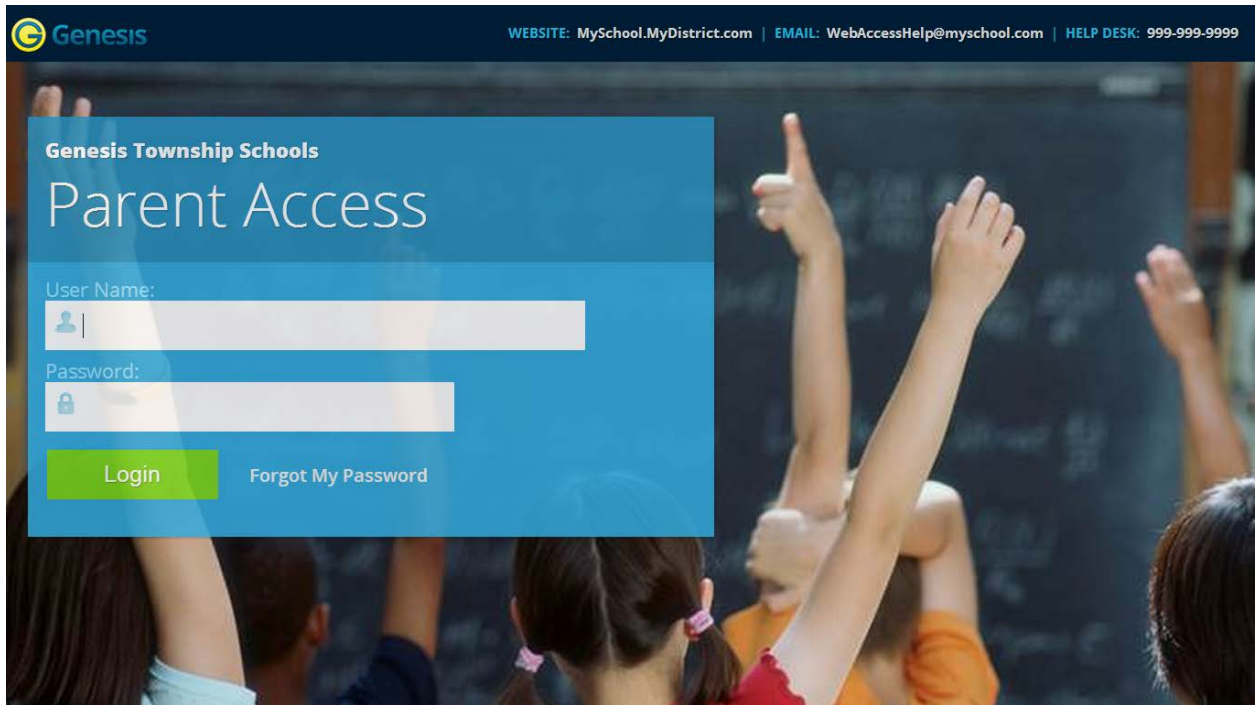 Genesis
WEBSITE: MySchool.MyDistrict.com | EMAIL: WebAccessHelp@myschool.com | HELP DESK: 999-999-9999
Genesis Township Schools
Parent Access
User Name:
Password:
Login
Forgot My Password